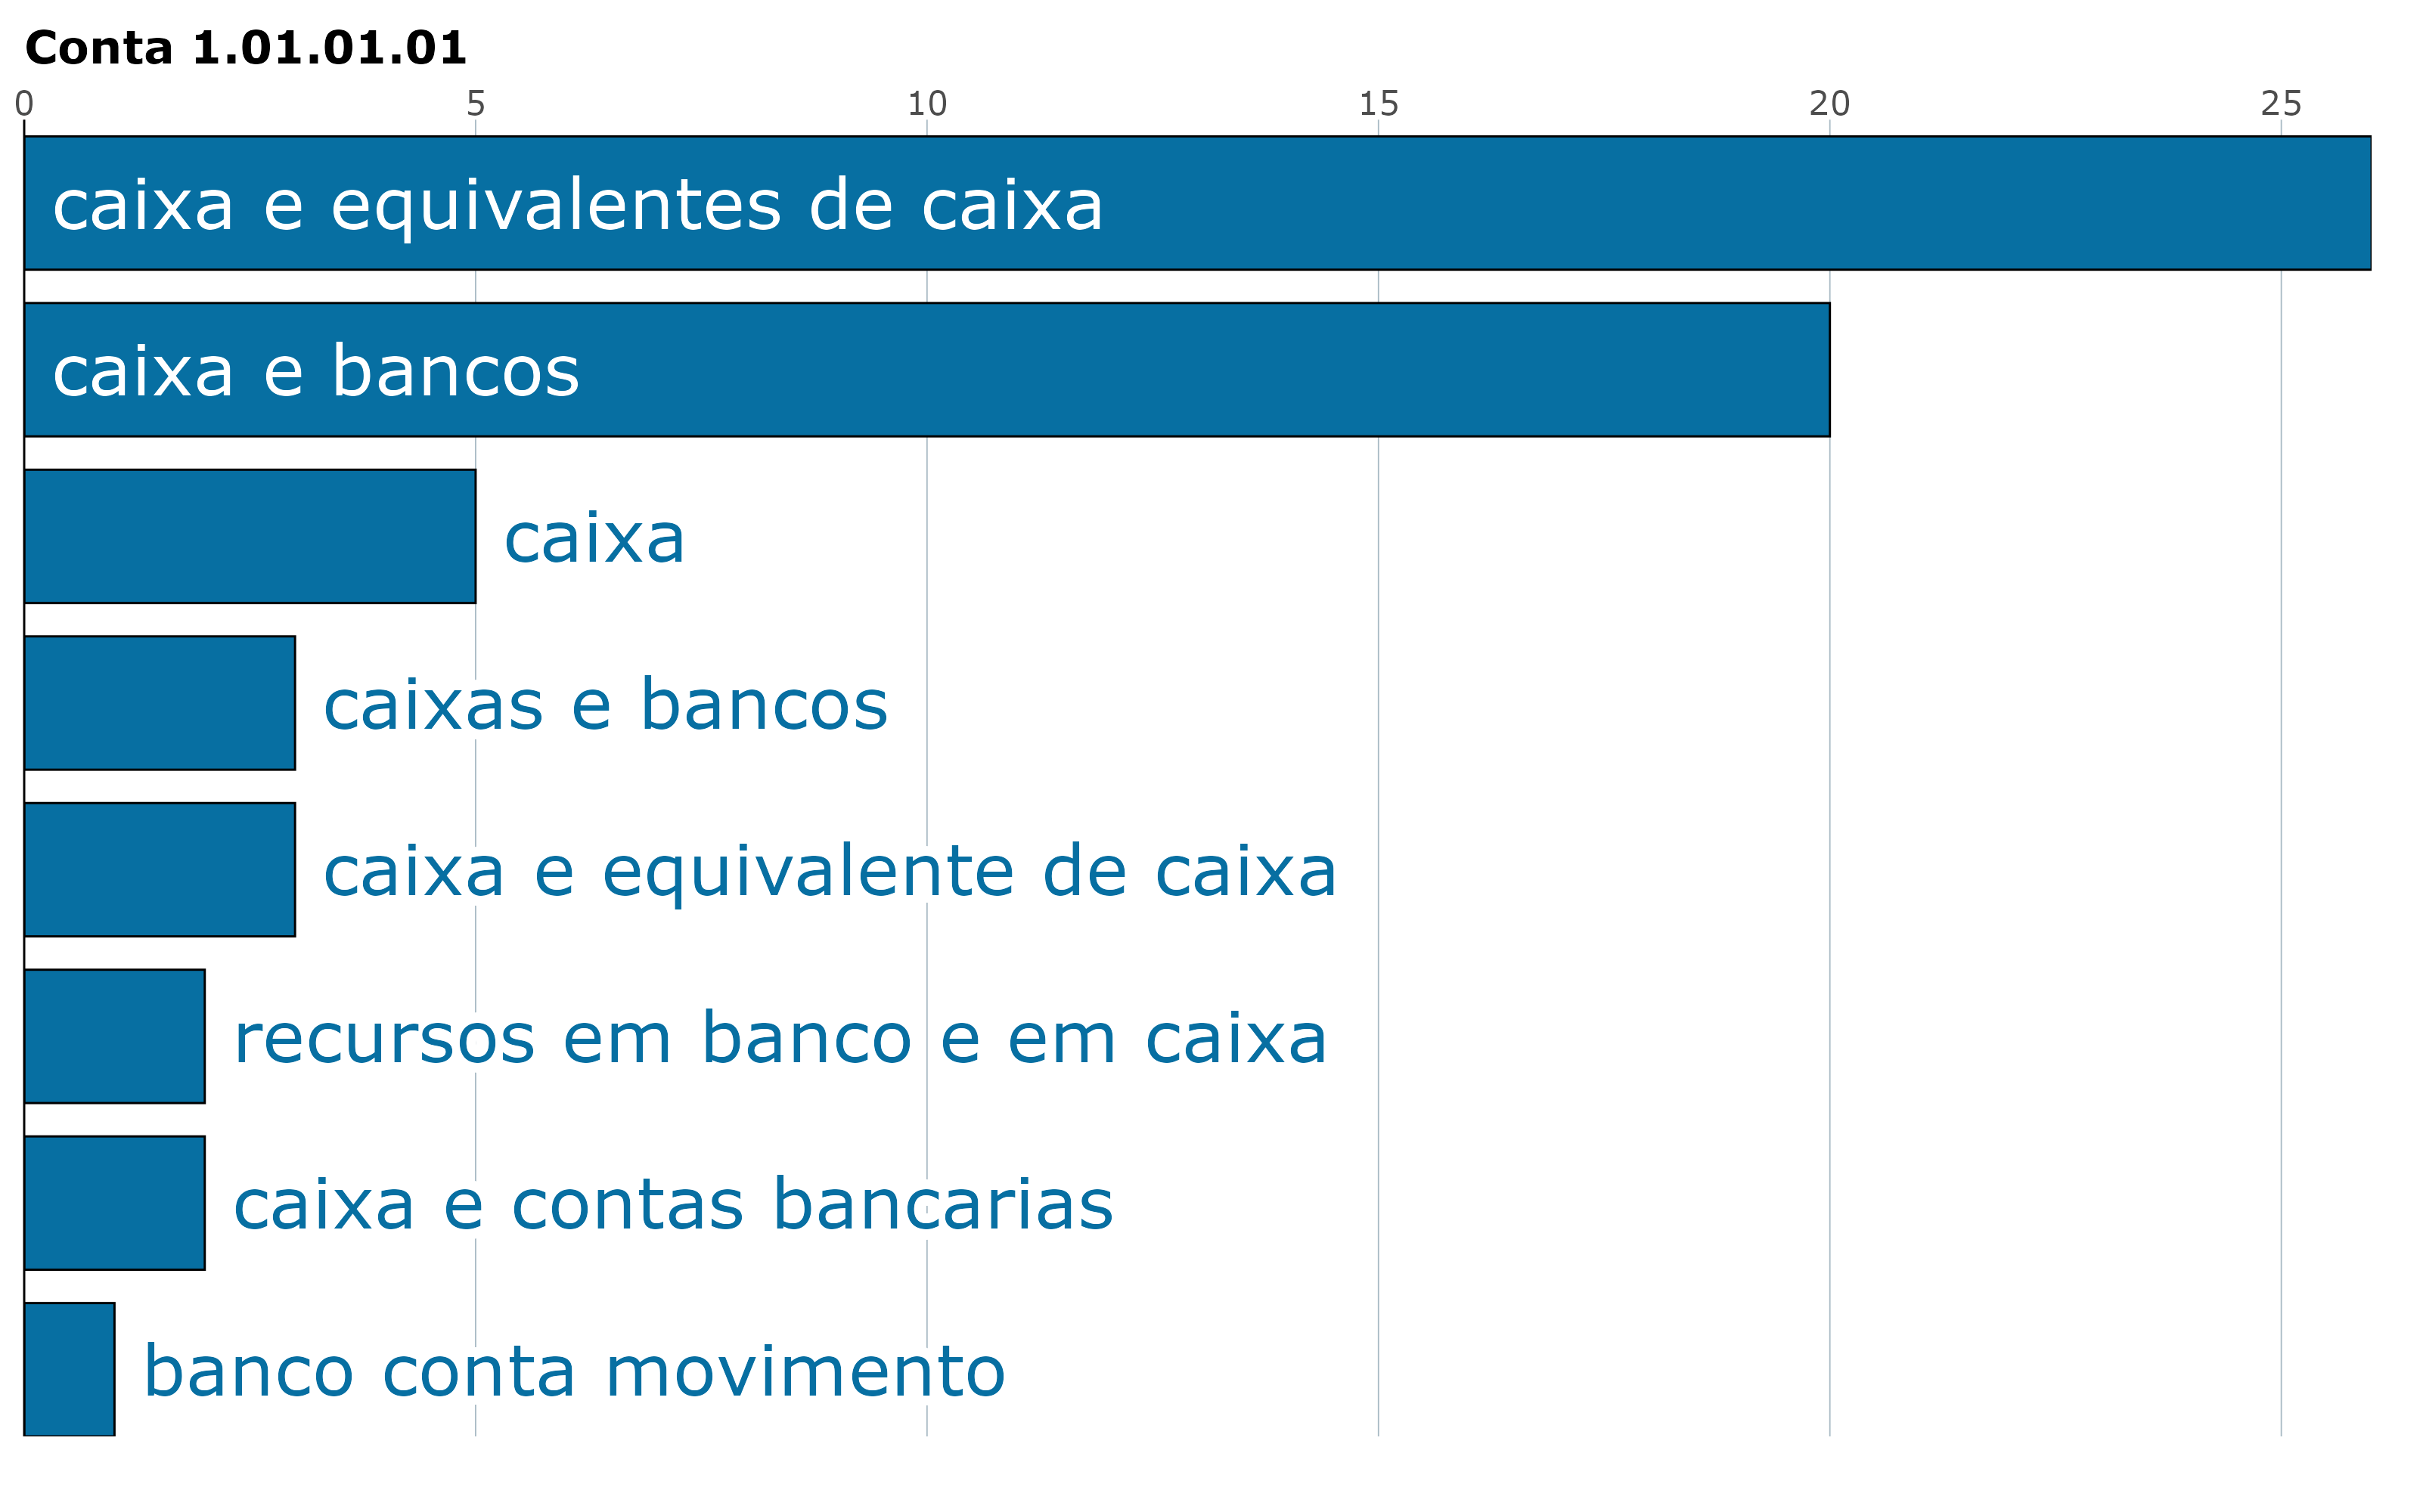 Conta 1.01.01.01
0 5 10 15 20 25
caixa e equivalentes de caixa
caixa e bancos
caixa
caixas e bancos
caixa e equivalente de caixa
recursos em banco e em caixa
caixa e contas bancarias
banco conta movimento